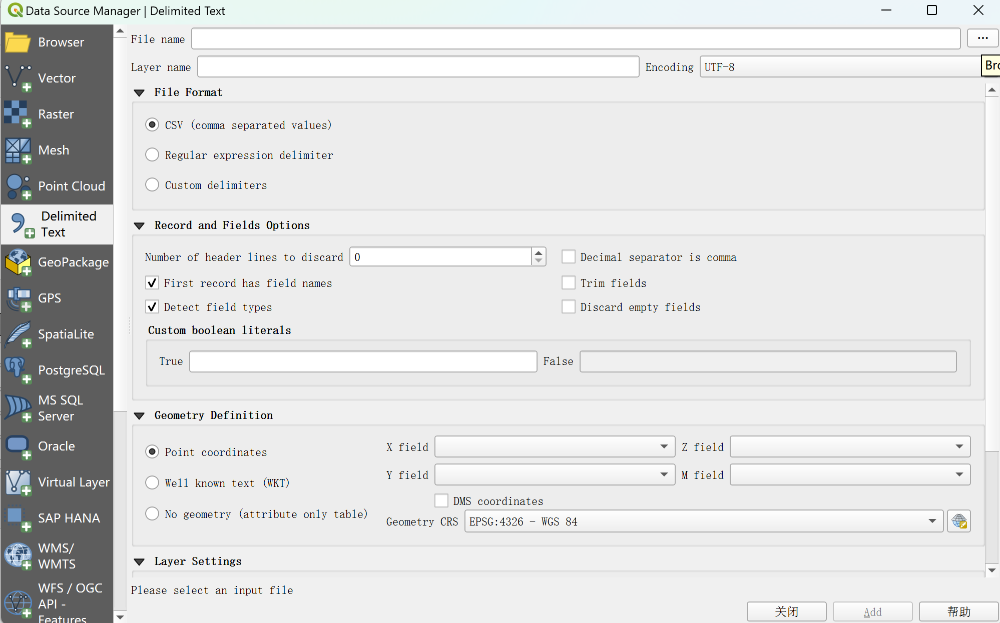 Data Source Manager | Delimited Text
Browser
Vector
Raster
Mesh
Point Cloud
Delimited
Text
GeoPackage
GPS
SpatiaLite
PostgreSQL
MS SQL
Server
Oracle
Virtual Layer
SAP HANA
WMS/
WMTS
WFS / OGC
API -
Features
File name
...
Layer name
Encoding UTF-8
Bro
File Format
CSV (comma separated values)
Regular expression delimiter
Custom delimiters
Record and Fields Options
Number of header lines to discard 0
Decimal separator is comma
First record has field names
Trim fields
Detect field types
Discard empty fields
Custom boolean literals
True
False
Geometry Definition
Point coordinates
X field
Z field
Y field
M field
Well known text (WKT)
DMS coordinates
No geometry (attribute only table)
Geometry CRS EPSG:4326 - WGS 84
Layer Settings
Please select an input file
关闭
Add
帮助